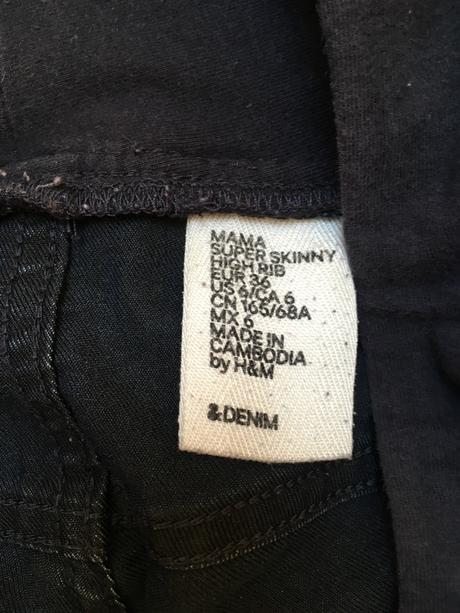 MAMA
SUPER SKINNY
HIGH RIB
EUR 36
US 6/CA 6
CN 165/68A
MX 6
MADE IN
CAMBODIA
by H&M
&DENIM